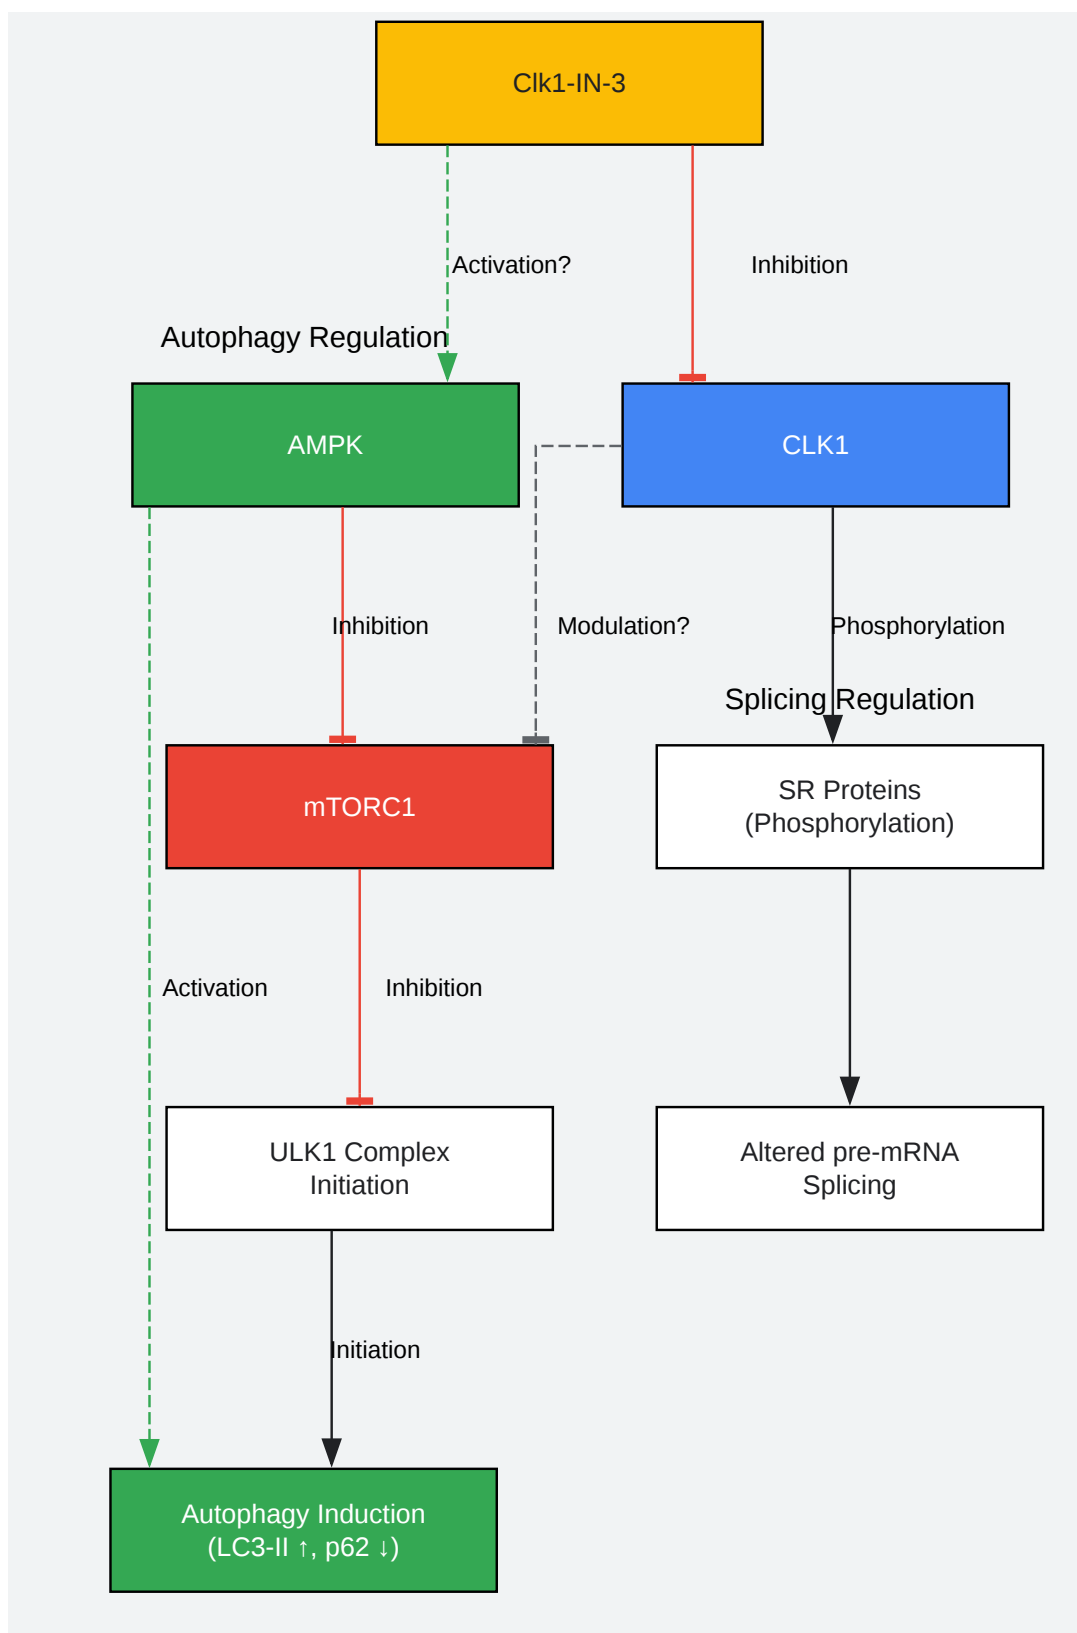 Clk1-IN-3
Activation?
Inhibition
Autophagy Regulation
AMPK
CLK1
Inhibition
Modulation?
Phosphorylation
Splicing Regulation
mTORC1
SR Proteins
(Phosphorylation)
Activation
Inhibition
ULK1 Complex
Initiation
Altered pre-mRNA
Splicing
Initiation
Autophagy Induction
(LC3-II ↑, p62 ↓)